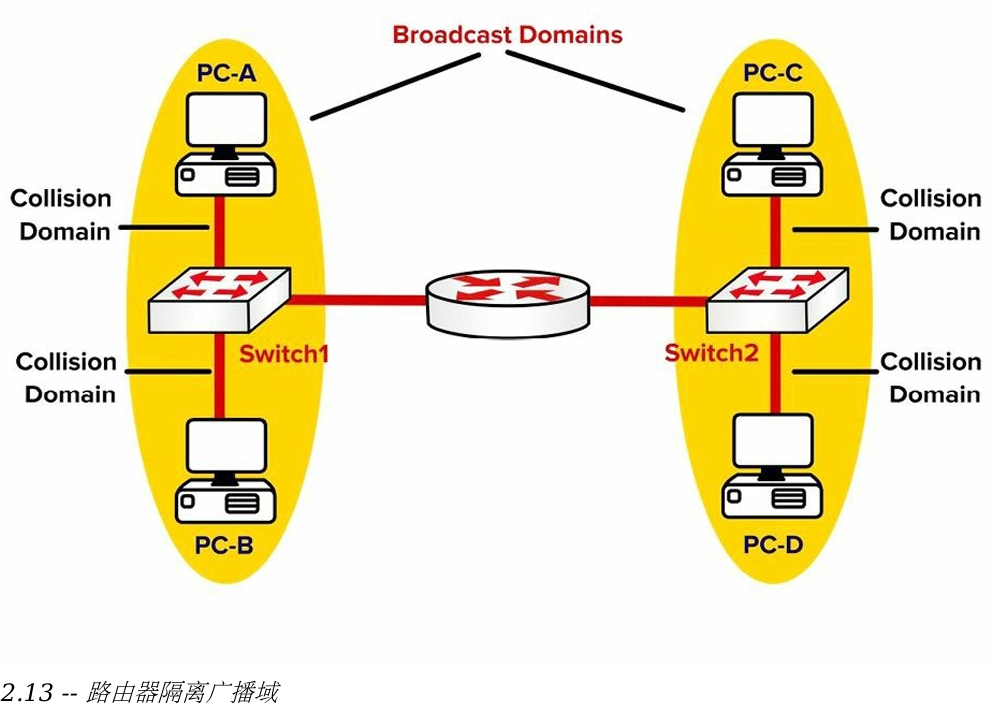 Broadcast Domains
PC-A
PC-C
Collision
Domain
Collision
Domain
Switch1
Switch2
Collision
Domain
Collision
Domain
PC-B
PC-D
2.13 -- 路由器隔离广播域